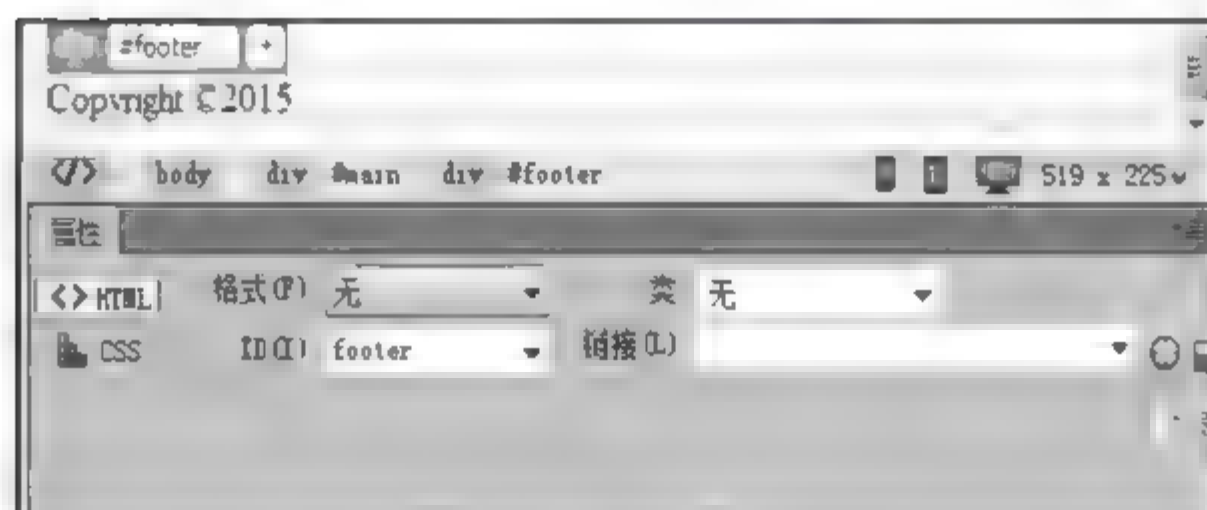 #footer +
Copyright ©2015
</> body div #main div #footer 519 x 225
属性
<> HTML 格式(F) 无 类 无
CSS ID(I) footer 链接(L)